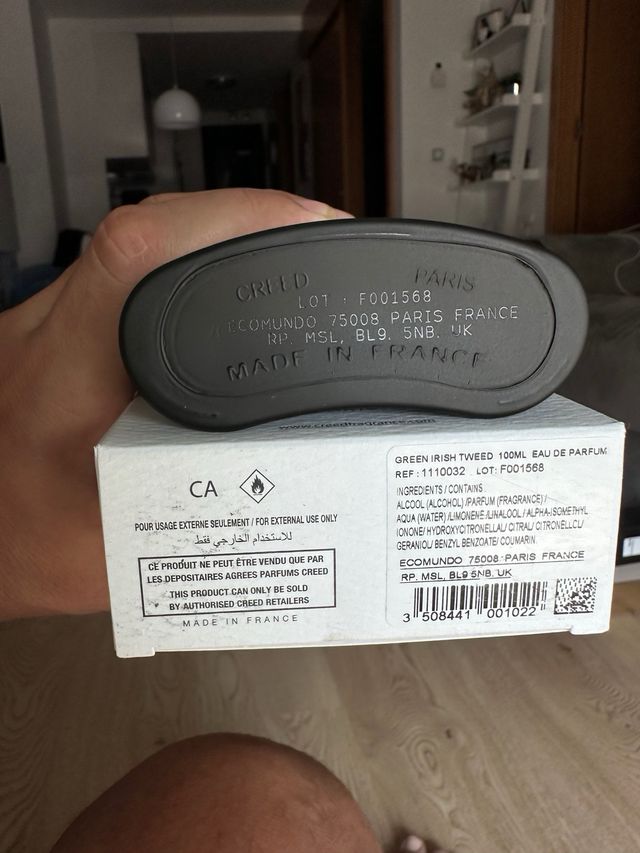 CREED PARIS
LOT : F001568
ECOMUNDO 75008 PARIS FRANCE
RP. MSL, BL9. 5NB. UK
MADE IN FRANCE
www.creedfragrance.com
CA
POUR USAGE EXTERNE SEULEMENT / FOR EXTERNAL USE ONLY
للاستخدام الخارجي فقط
CE PRODUIT NE PEUT ÊTRE VENDU QUE PAR
LES DEPOSITAIRES AGREES PARFUMS CREED
THIS PRODUCT CAN ONLY BE SOLD
BY AUTHORISED CREED RETAILERS
MADE IN FRANCE
GREEN IRISH TWEED 100ML EAU DE PARFUM
REF : 1110032 LOT: F001568
INGREDIENTS / CONTAINS
ALCOOL (ALCOHOL) /PARFUM (FRAGRANCE) /
AQUA (WATER) /LIMONENE /LINALOOL / ALPHA-ISOMETHYL
IONONE/ HYDROXYCITRONELLAL/ CITRAL/ CITRONELLOL/
GERANIOL/ BENZYL BENZOATE/ COUMARIN.
ECOMUNDO 75008 PARIS FRANCE
RP. MSL, BL9 5NB. UK
3 508441 001022